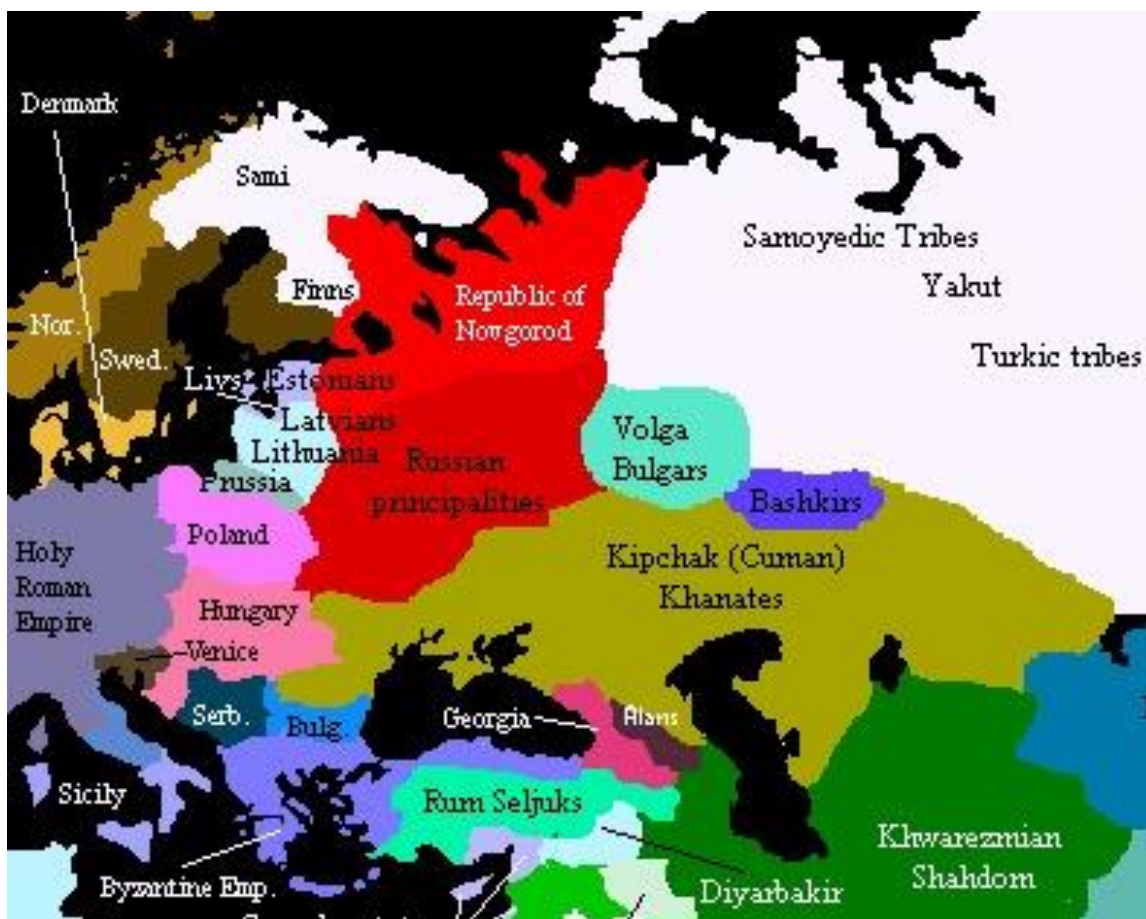 Denmark
Sami
Samoyedic Tribes
Yakut
Finns
Republic of
Novgorod
Nor.
Swed.
Turkic tribes
Livs
Estonians
Latvians
Lithuania
Volga
Bulgars
Russian
principalities
Prussia
Bashkirs
Poland
Holy
Roman
Empire
Kipchak (Cuman)
Khanates
Hungary
Venice
Serb.
Bulg.
Georgia
Alans
Sicily
Rum Seljuks
Khwarezmian
Shahdom
Byzantine Emp.
Diyarbakir